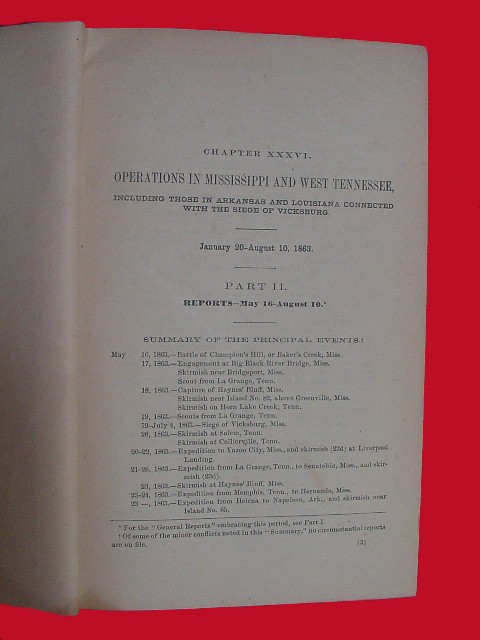 CHAPTER XXXVI.
OPERATIONS IN MISSISSIPPI AND WEST TENNESSEE,
INCLUDING THOSE IN ARKANSAS AND LOUISIANA CONNECTED
WITH THE SIEGE OF VICKSBURG.
January 20-August 10, 1863.
PART II.
REPORTS—May 16-August 10.*
SUMMARY OF THE PRINCIPAL EVENTS.†
May 16, 1863.—Battle of Champion's Hill, or Baker's Creek, Miss.
17, 1863.—Engagement at Big Black River Bridge, Miss.
Skirmish near Bridgeport, Miss.
Scout from La Grange, Tenn.
18, 1863.—Capture of Haynes' Bluff, Miss.
Skirmish near Island No. 82, above Greenville, Miss.
Skirmish on Horn Lake Creek, Tenn.
19, 1863.—Scouts from La Grange, Tenn.
19-July 4, 1863.—Siege of Vicksburg, Miss.
20, 1863.—Skirmish at Salem, Tenn.
Skirmish at Collierville, Tenn.
20-23, 1863.—Expedition to Yazoo City, Miss., and skirmish (23d) at Liverpool
Landing.
21-26, 1863.—Expedition from La Grange, Tenn., to Senatobia, Miss., and skir-
mish (23d).
23, 1863.—Skirmish at Haynes' Bluff, Miss.
23-24, 1863.—Expedition from Memphis, Tenn., to Hernando, Miss.
23 —, 1863.—Expedition from Helena to Napoleon, Ark., and skirmish near
Island No. 65.
* For the "General Reports" embracing this period, see Part I.
† Of some of the minor conflicts noted in this "Summary," no circumstantial reports
are on file.
(3)